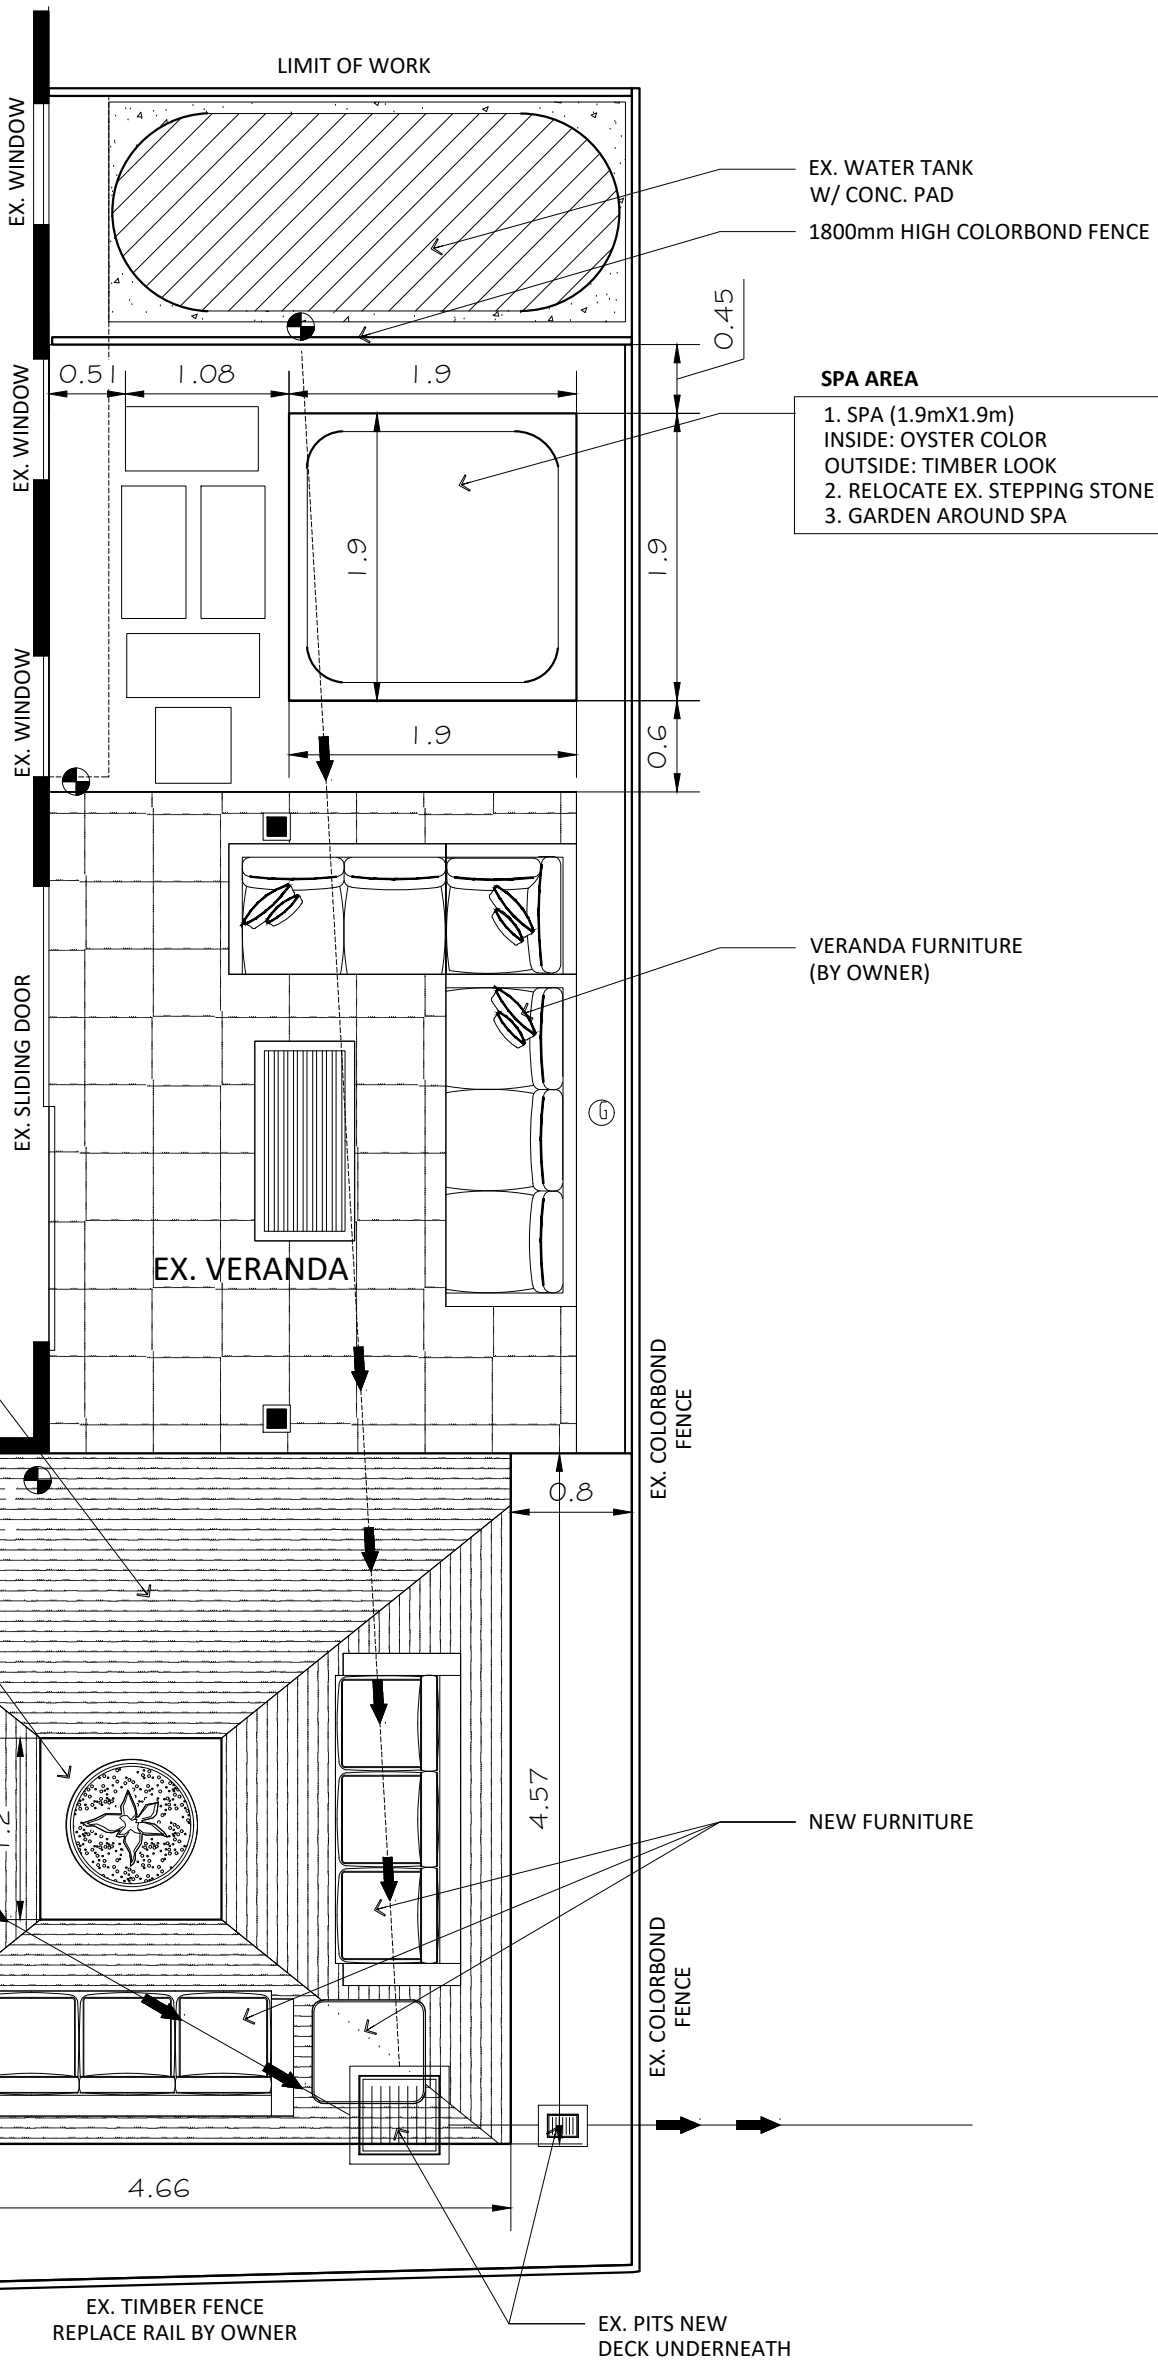 LIMIT OF WORK
EX. WINDOW
EX. WATER TANK
W/ CONC. PAD
1800mm HIGH COLORBOND FENCE
0.45
0.51
1.08
1.9
SPA AREA
1. SPA (1.9mX1.9m)
INSIDE: OYSTER COLOR
OUTSIDE: TIMBER LOOK
2. RELOCATE EX. STEPPING STONE
3. GARDEN AROUND SPA
EX. WINDOW
1.9
1.9
EX. WINDOW
1.9
0.6
VERANDA FURNITURE
(BY OWNER)
EX. SLIDING DOOR
G
EX. VERANDA
EX. COLORBOND
FENCE
0.8
4.57
1.2
NEW FURNITURE
EX. COLORBOND
FENCE
4.66
EX. TIMBER FENCE
REPLACE RAIL BY OWNER
EX. PITS NEW
DECK UNDERNEATH